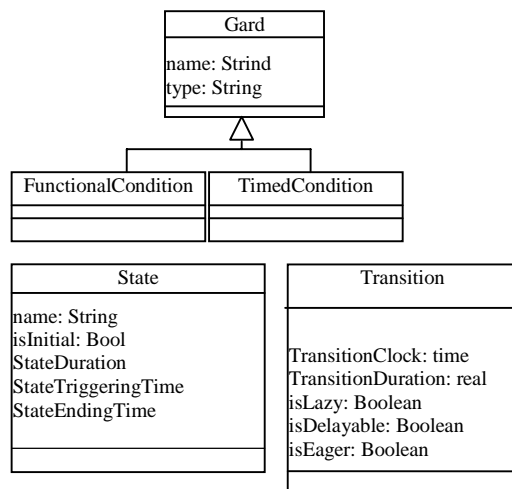 Gard
name: Strind
type: String
FunctionalCondition
TimedCondition
State
name: String
isInitial: Bool
StateDuration
StateTriggeringTime
StateEndingTime
Transition
TransitionClock: time
TransitionDuration: real
isLazy: Boolean
isDelayable: Boolean
isEager: Boolean